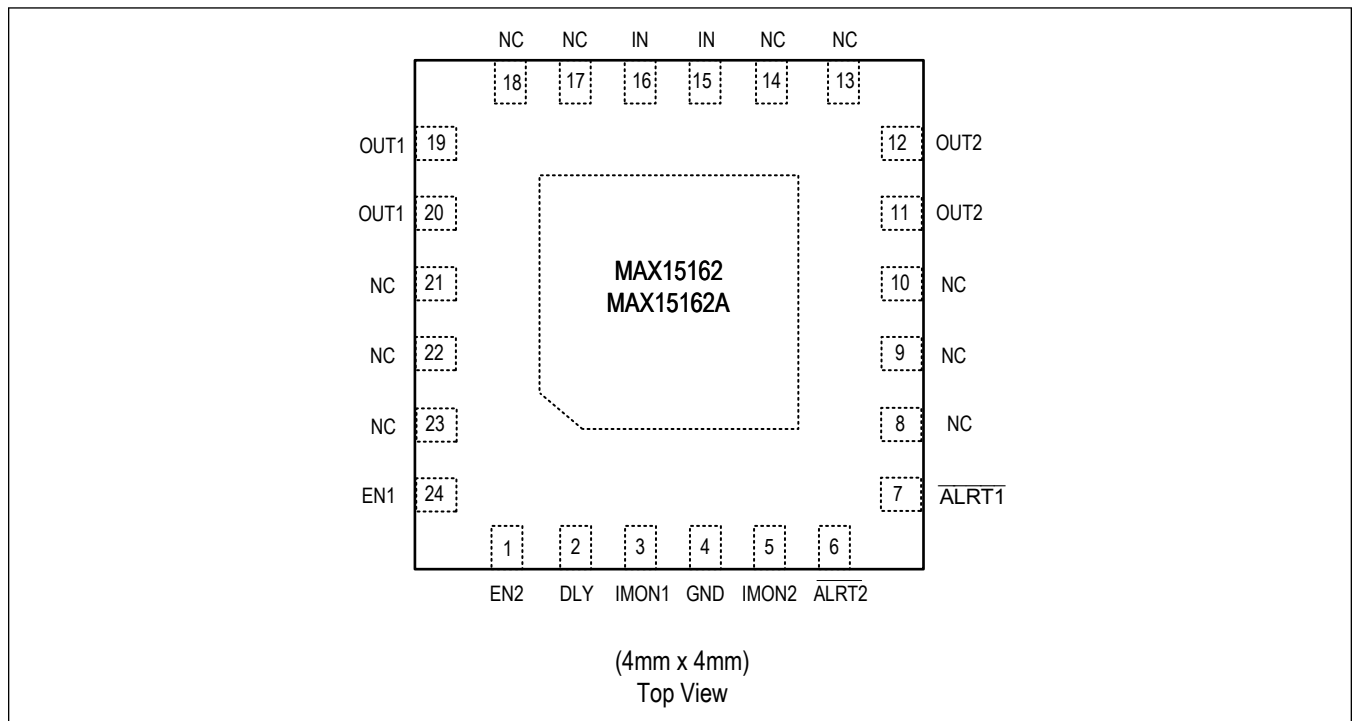 NC NC IN IN NC NC
18 17 16 15 14 13
OUT1 19 12 OUT2
OUT1 20 11 OUT2
MAX15162
NC 21 10 NC
MAX15162A
NC 22 9 NC
NC 23 8 NC
EN1 24 7 ALRT1
1 2 3 4 5 6
EN2 DLY IMON1 GND IMON2 ALRT2
(4mm x 4mm)
Top View